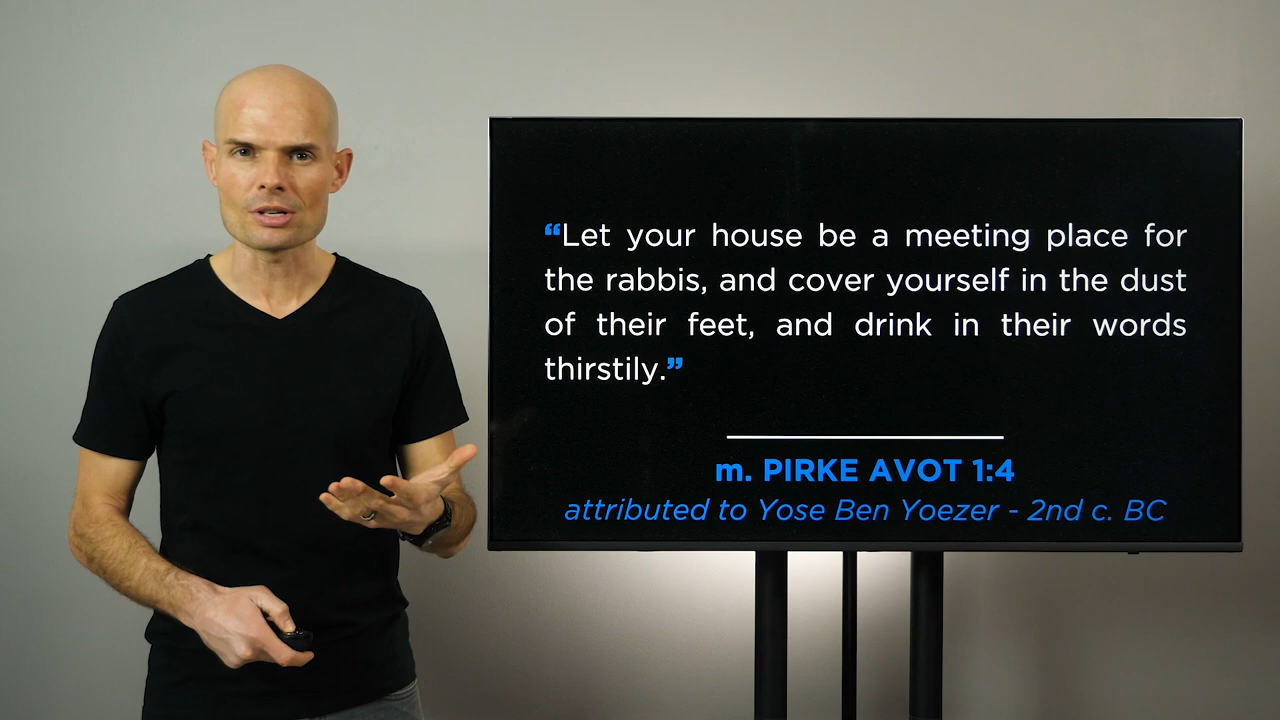 “Let your house be a meeting place for
the rabbis, and cover yourself in the dust
of their feet, and drink in their words
thirstily.”
m. PIRKE AVOT 1:4
attributed to Yose Ben Yoezer - 2nd c. BC